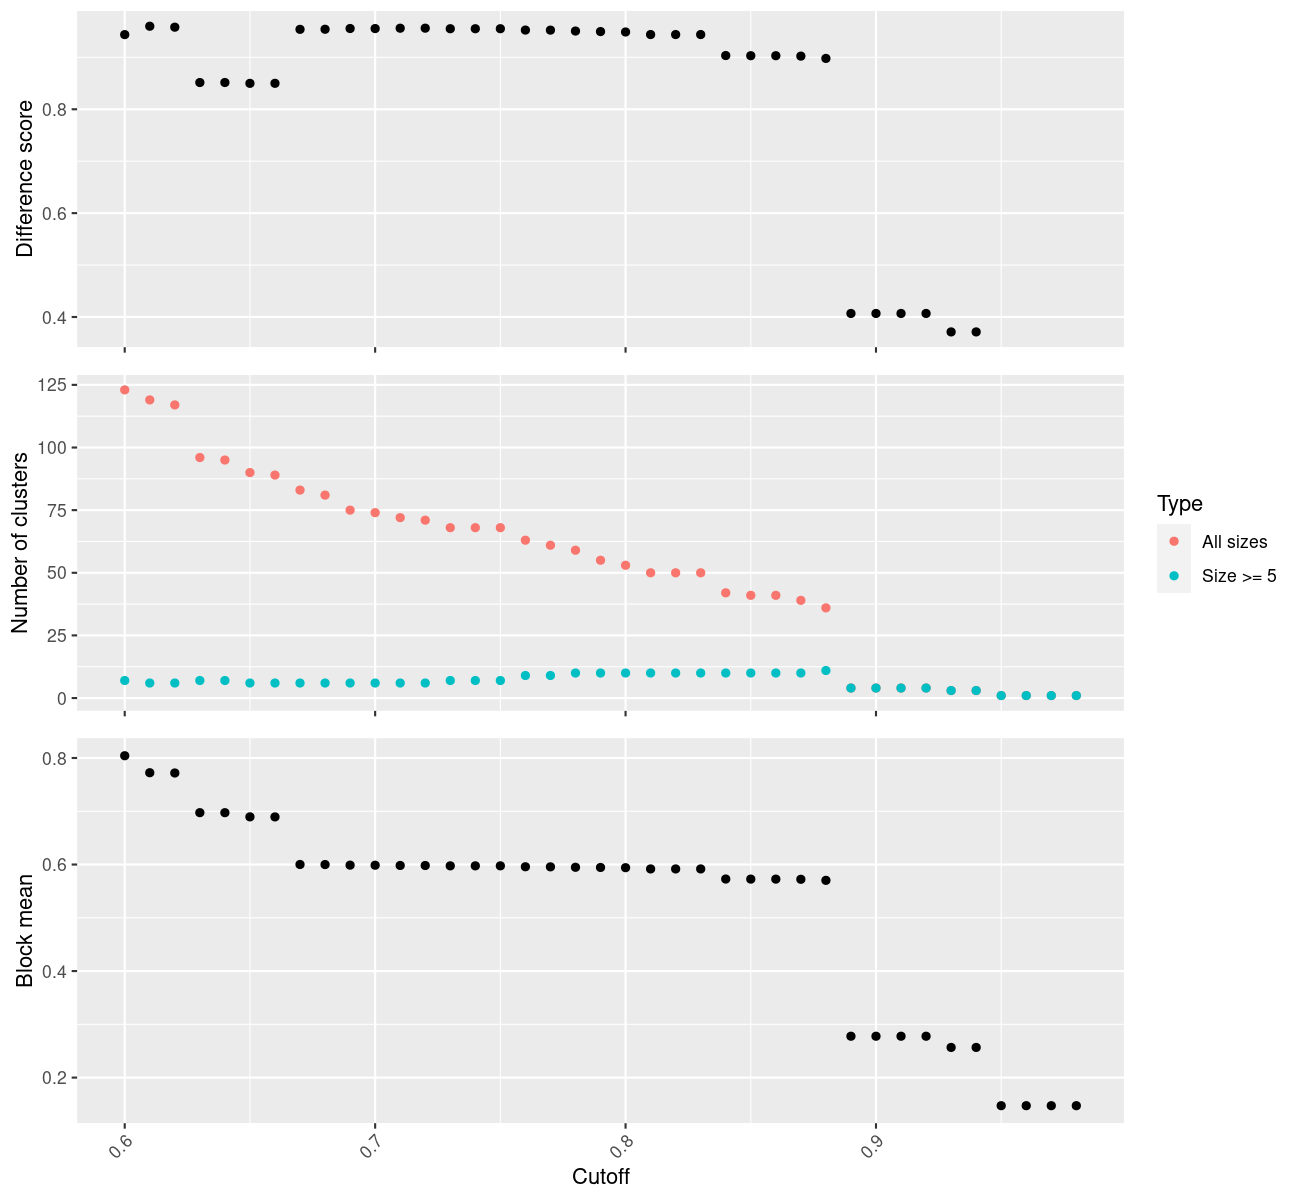 Difference score
0.8
0.6
0.4
Number of clusters
125
100
75
50
25
0
Type
All sizes
Size >= 5
Block mean
0.8
0.6
0.4
0.2
0.6
0.7
0.8
0.9
Cutoff